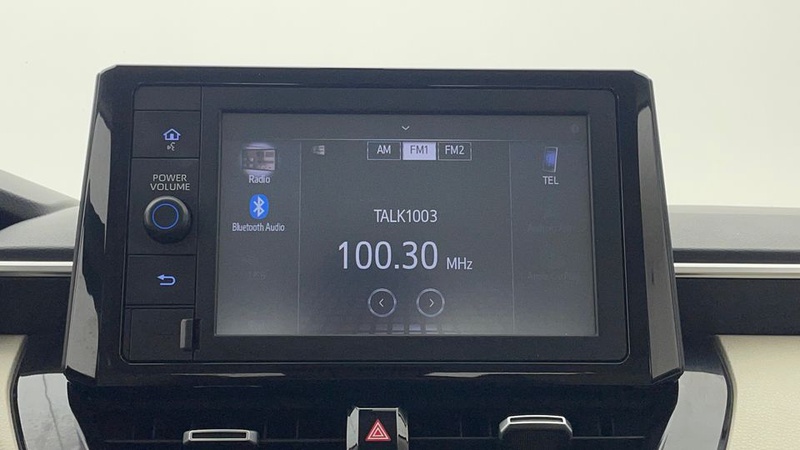 AM FM1 FM2
Radio
TEL
POWER
VOLUME
Bluetooth Audio
TALK1003
100.30 MHz